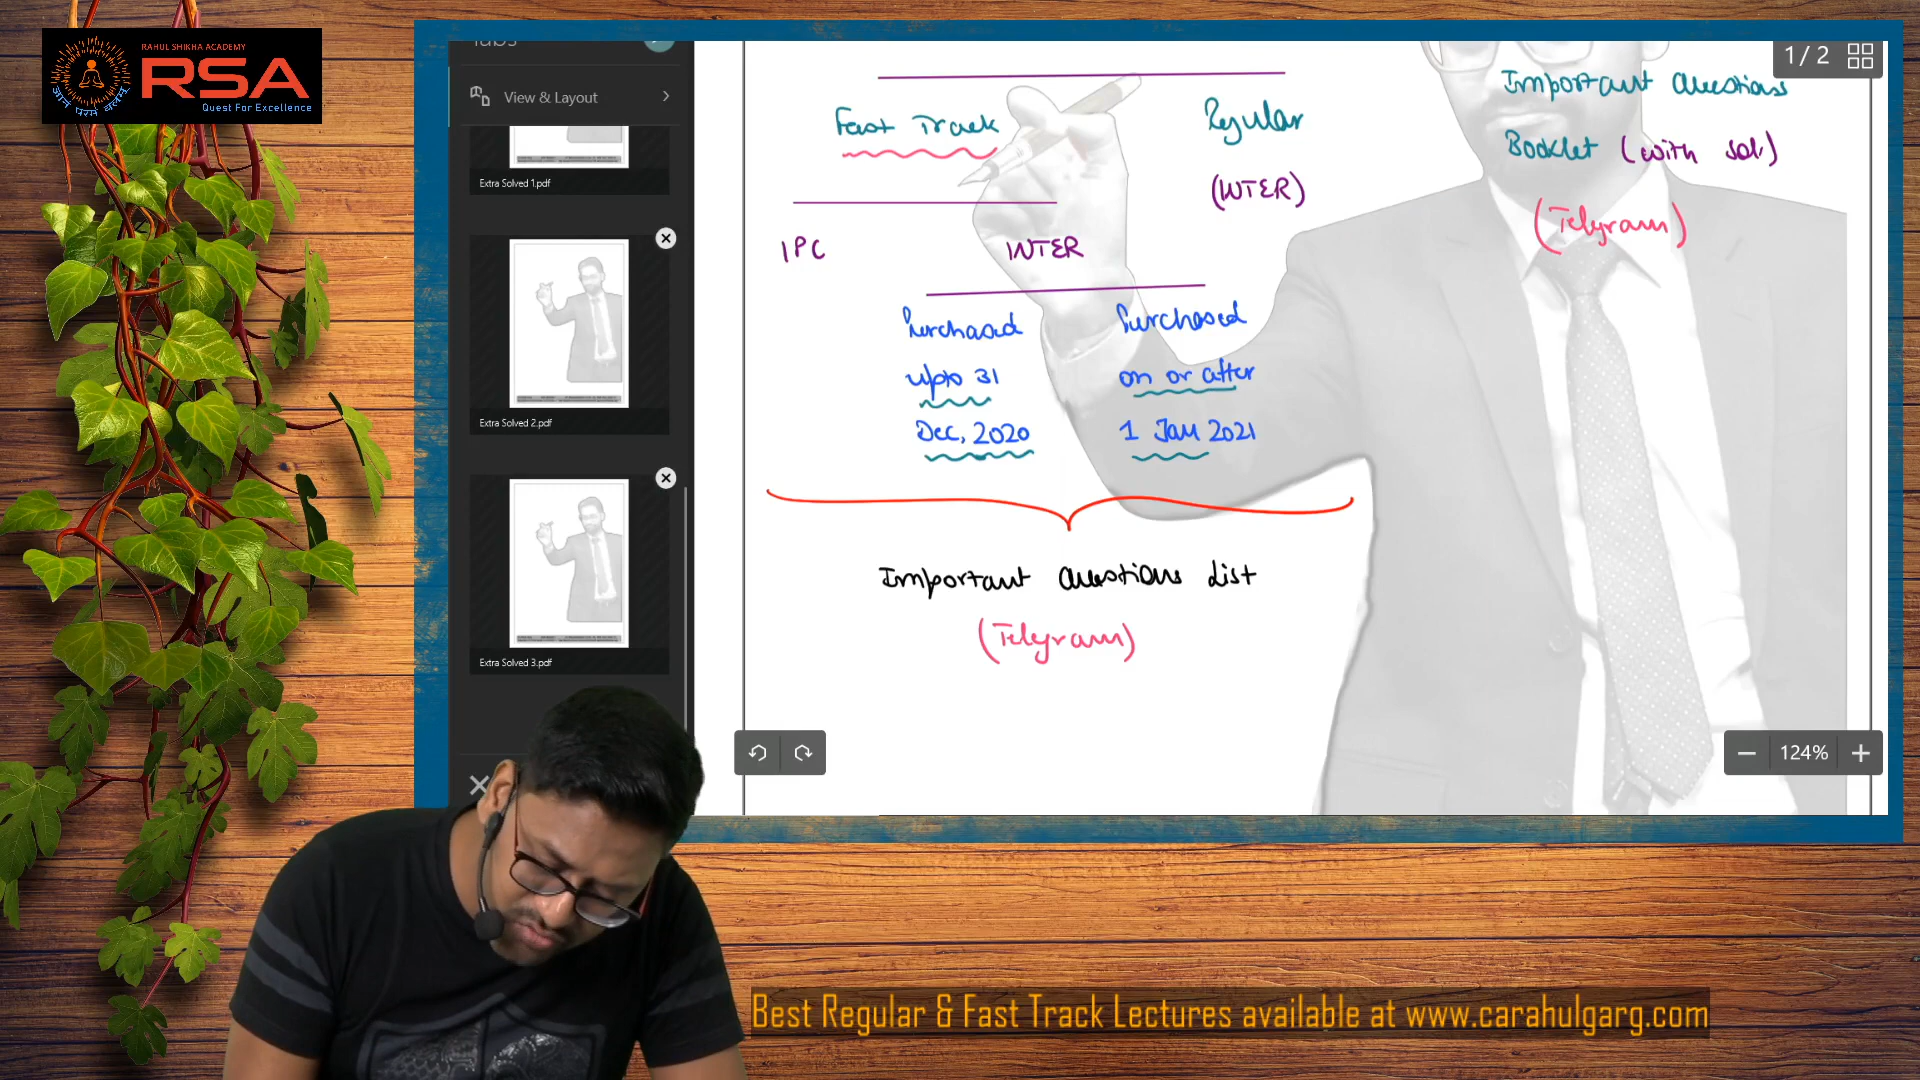 RAHUL SHIKHA ACADEMY
RSA
Quest For Excellence
Tabs
View & Layout
Extra Solved 1.pdf
Extra Solved 2.pdf
Extra Solved 3.pdf
1 / 2
Fast Track
Regular
(INTER)
IPC
INTER
Purchased
upto 31
Dec, 2020
Purchased
on or after
1 Jan 2021
Important Questions List
(Telegram)
Important Questions
Booklet (with sol.)
(Telegram)
124%
Best Regular & Fast Track Lectures available at www.carahulgarg.com